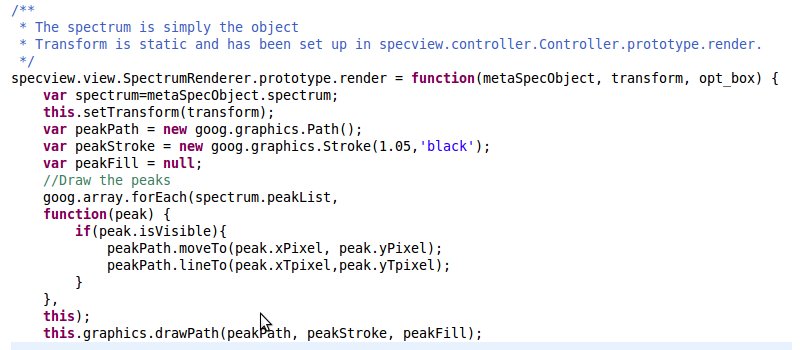 /**
 * The spectrum is simply the object
 * Transform is static and has been set up in specview.controller.Controller.prototype.render.
 */
specview.view.SpectrumRenderer.prototype.render = function(metaSpecObject, transform, opt_box) {
    var spectrum=metaSpecObject.spectrum;
    this.setTransform(transform);
    var peakPath = new goog.graphics.Path();
    var peakStroke = new goog.graphics.Stroke(1.05,'black');
    var peakFill = null;
    //Draw the peaks
    goog.array.forEach(spectrum.peakList,
    function(peak) {
        if(peak.isVisible){
            peakPath.moveTo(peak.xPixel, peak.yPixel);
            peakPath.lineTo(peak.xTpixel,peak.yTpixel);
        }
    },
    this);
    this.graphics.drawPath(peakPath, peakStroke, peakFill);